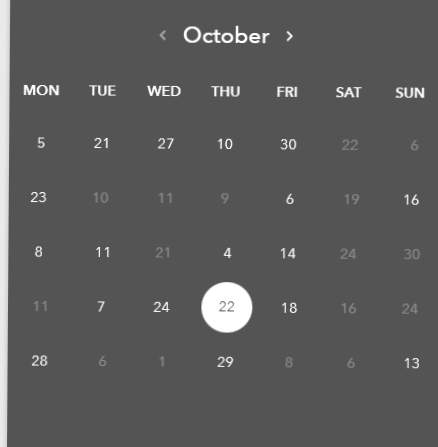 ‹ October ›
MON TUE WED THU FRI SAT SUN
5 21 27 10 30 22 6
23 10 11 9 6 19 16
8 11 21 4 14 24 30
11 7 24 22 18 16 24
28 6 1 29 8 6 13